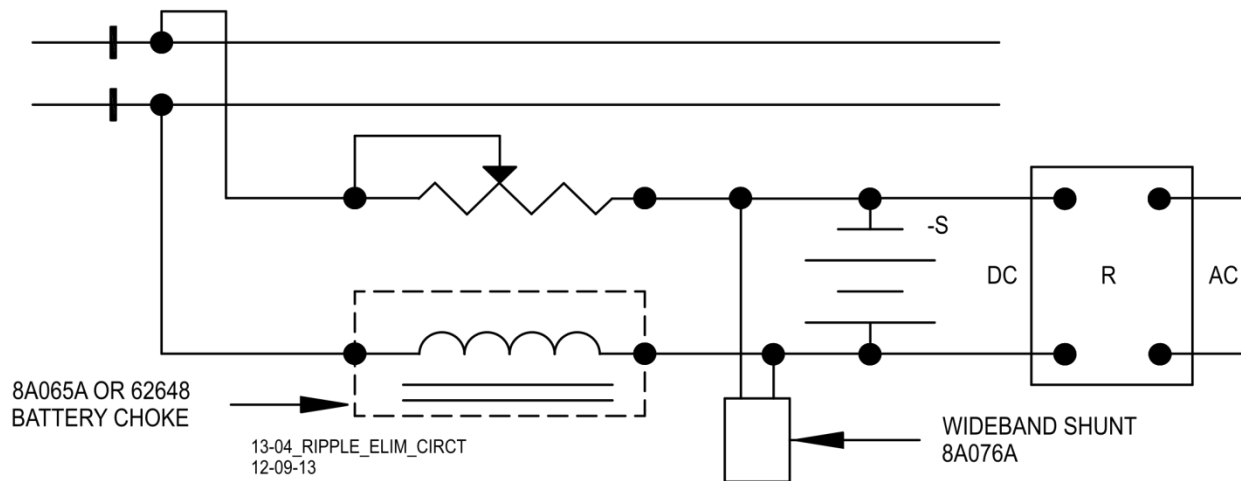 -S
DC
R
AC
8A065A OR 62648
BATTERY CHOKE
13-04_RIPPLE_ELIM_CIRCT
12-09-13
WIDEBAND SHUNT
8A076A